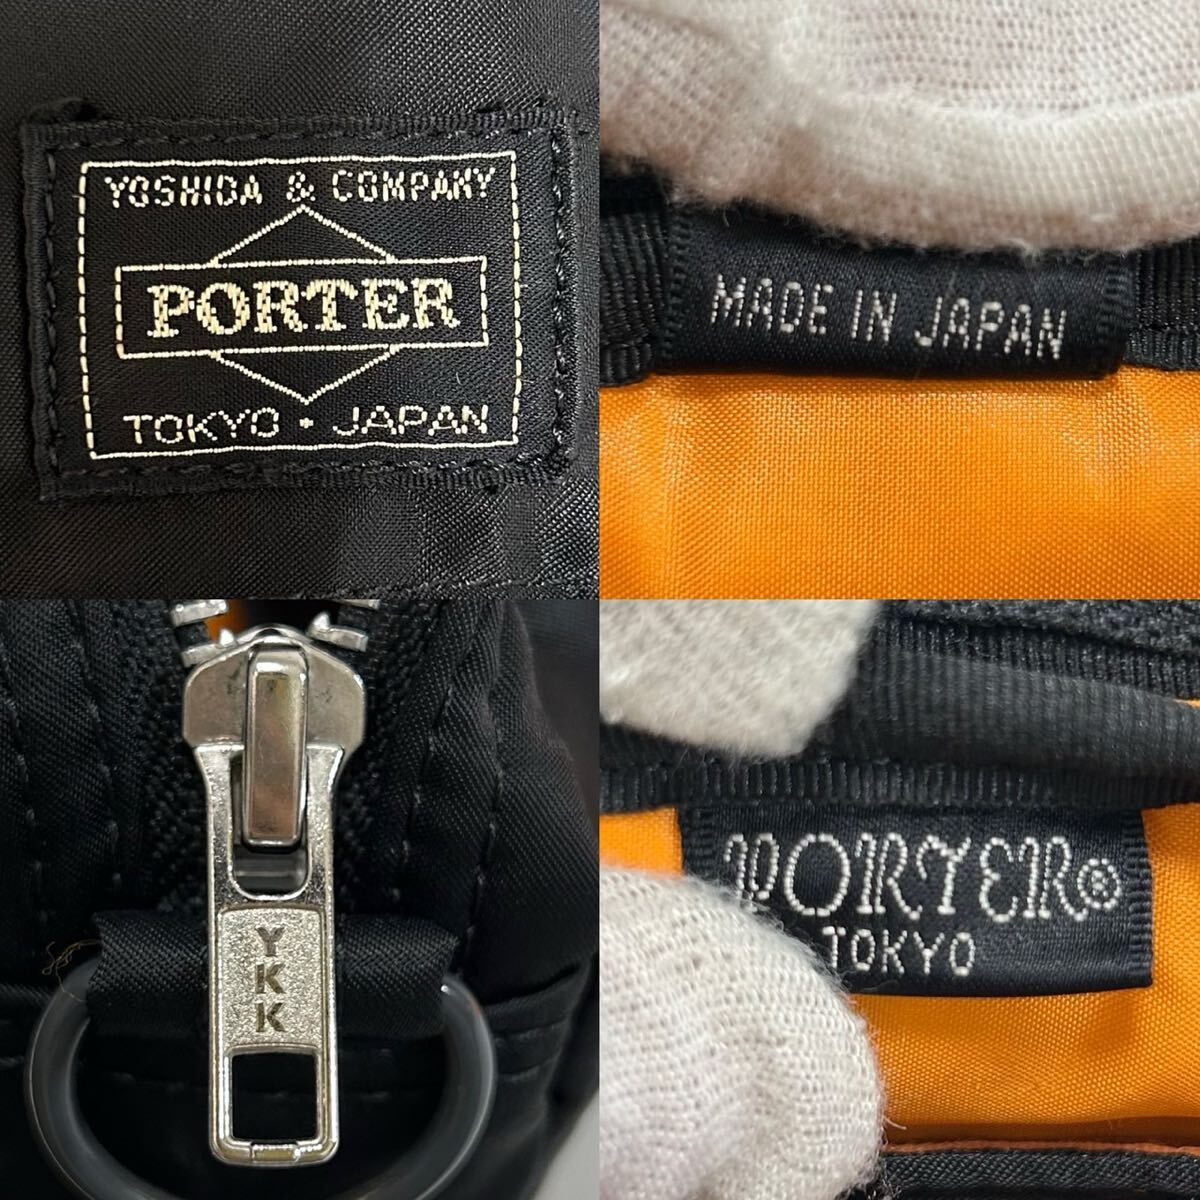 YOSHIDA & COMPANY
PORTER
TOKYO · JAPAN
MADE IN JAPAN
YKK
PORTER®
TOKYO